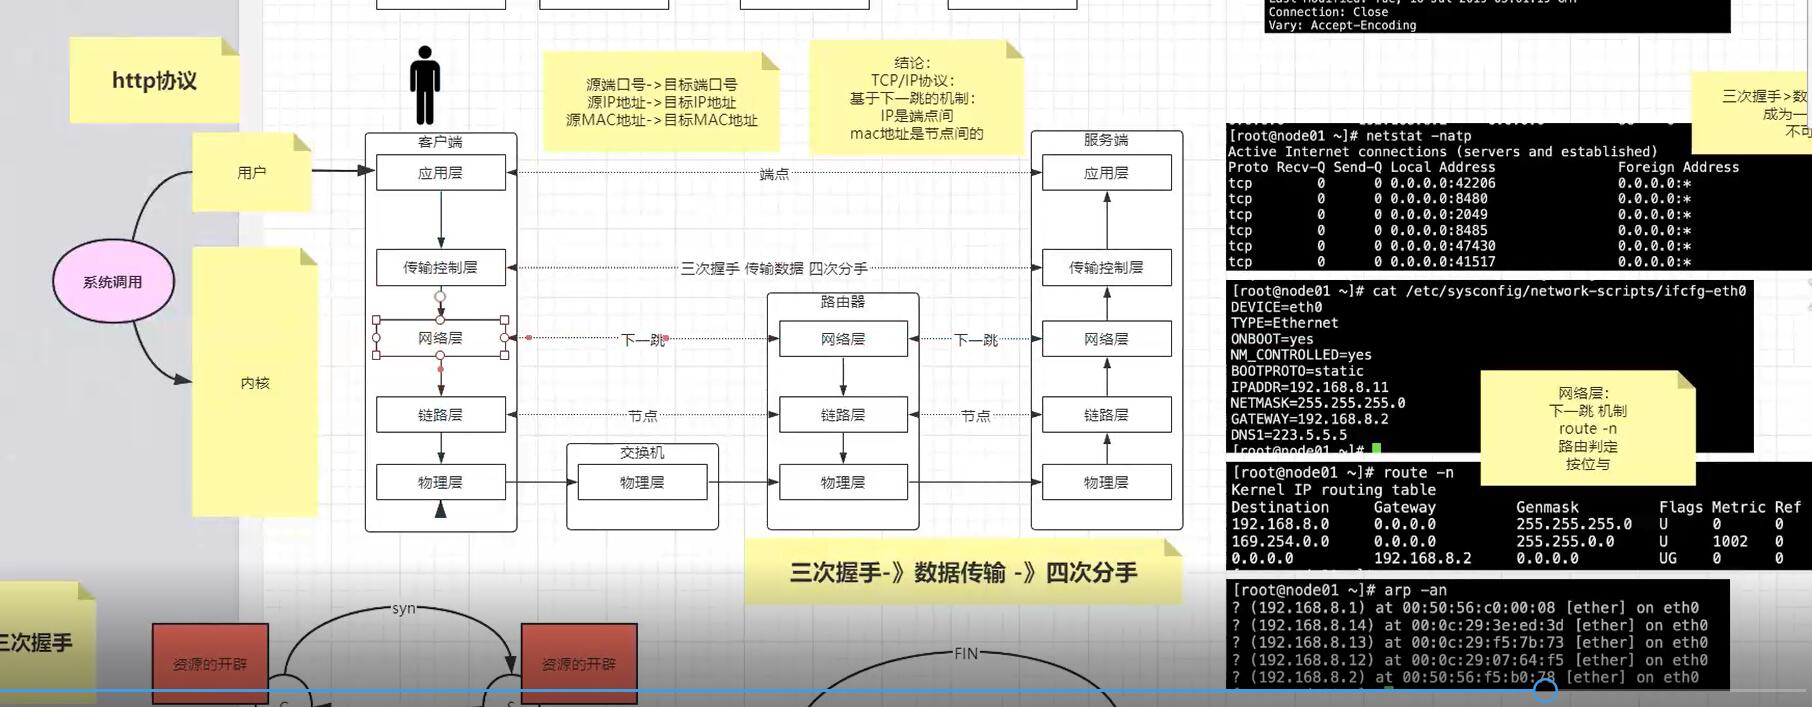 Last-Modified: Tue,
Connection: Close
Vary: Accept-Encoding
http协议
源端口号->目标端口号
源IP地址->目标IP地址
源MAC地址->目标MAC地址
结论：
TCP/IP协议：
基于下一跳的机制：
IP是端点间
mac地址是节点间的
三次握手>数
成为一
不可
用户
系统调用
内核
客户端
应用层
传输控制层
网络层
链路层
物理层
端点
三次握手 传输数据 四次分手
下一跳
下一跳
节点
节点
交换机
物理层
路由器
网络层
链路层
物理层
服务端
应用层
传输控制层
网络层
链路层
物理层
三次握手-》数据传输 -》四次分手
[root@node01 ~]# netstat -natp
Active Internet connections (servers and established)
Proto Recv-Q Send-Q Local Address Foreign Address
tcp 0 0 0.0.0.0:42206 0.0.0.0:*
tcp 0 0 0.0.0.0:8480 0.0.0.0:*
tcp 0 0 0.0.0.0:2049 0.0.0.0:*
tcp 0 0 0.0.0.0:8485 0.0.0.0:*
tcp 0 0 0.0.0.0:47430 0.0.0.0:*
tcp 0 0 0.0.0.0:41517 0.0.0.0:*
[root@node01 ~]# cat /etc/sysconfig/network-scripts/ifcfg-eth0
DEVICE=eth0
TYPE=Ethernet
ONBOOT=yes
NM_CONTROLLED=yes
BOOTPROTO=static
IPADDR=192.168.8.11
NETMASK=255.255.255.0
GATEWAY=192.168.8.2
DNS1=223.5.5.5
[root@node01 ~]#
网络层：
下一跳 机制
route -n
路由判定
按位与
[root@node01 ~]# route -n
Kernel IP routing table
Destination Gateway Genmask Flags Metric Ref
192.168.8.0 0.0.0.0 255.255.255.0 U 0 0
169.254.0.0 0.0.0.0 255.255.0.0 U 1002 0
0.0.0.0 192.168.8.2 0.0.0.0 UG 0 0
[root@node01 ~]# arp -an
? (192.168.8.1) at 00:50:56:c0:00:08 [ether] on eth0
? (192.168.8.14) at 00:0c:29:3e:ed:3d [ether] on eth0
? (192.168.8.13) at 00:0c:29:f5:7b:73 [ether] on eth0
? (192.168.8.12) at 00:0c:29:07:64:f5 [ether] on eth0
? (192.168.8.2) at 00:50:56:f5:b0:78 [ether] on eth0
三次握手
资源的开辟
syn
资源的开辟
FIN